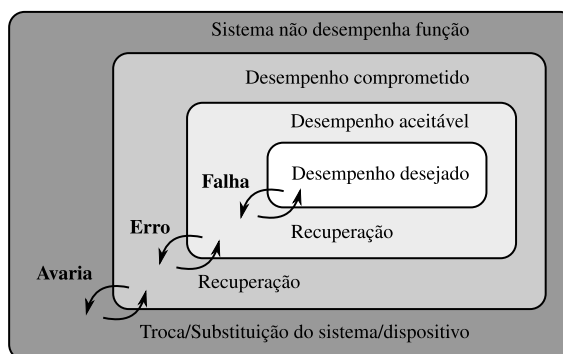 Sistema não desempenha função
Desempenho comprometido
Desempenho aceitável
Desempenho desejado
Falha
Erro
Recuperação
Avaria
Recuperação
Troca/Substituição do sistema/dispositivo